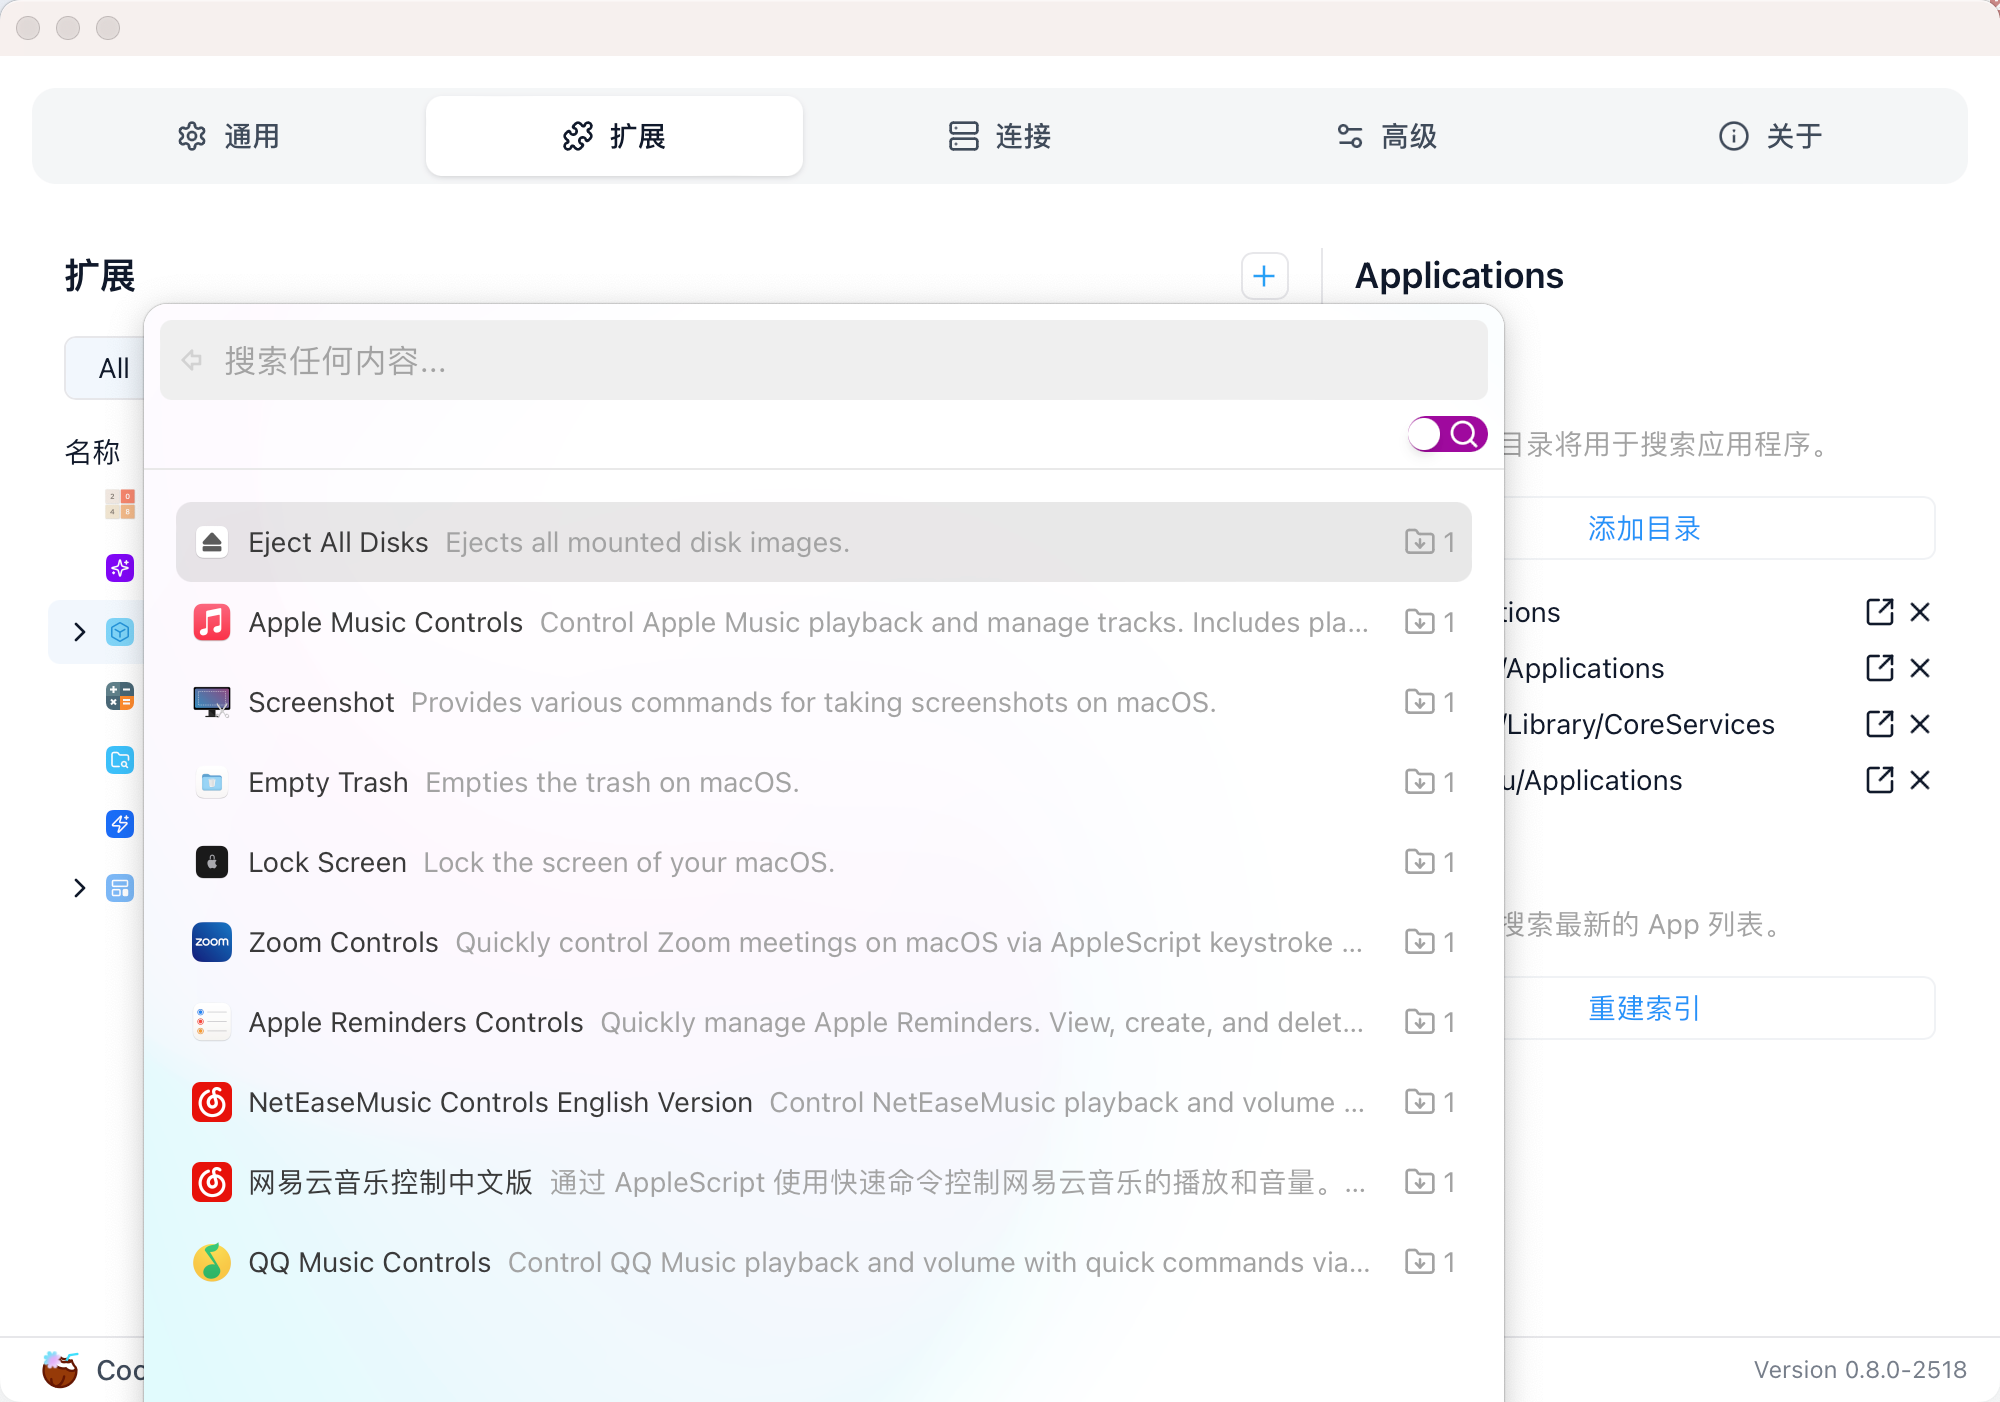 通用
扩展
连接
高级
关于
扩展
Applications
All
搜索任何内容...
目录将用于搜索应用程序。
名称
添加目录
Eject All Disks Ejects all mounted disk images. 1
Apple Music Controls Control Apple Music playback and manage tracks. Includes pla... 1
tions
/Applications
Screenshot Provides various commands for taking screenshots on macOS. 1
/Library/CoreServices
Empty Trash Empties the trash on macOS. 1
u/Applications
Lock Screen Lock the screen of your macOS. 1
搜索最新的 App 列表。
Zoom Controls Quickly control Zoom meetings on macOS via AppleScript keystroke ... 1
zoom
Apple Reminders Controls Quickly manage Apple Reminders. View, create, and delet... 1
重建索引
NetEaseMusic Controls English Version Control NetEaseMusic playback and volume ... 1
网易云音乐控制中文版 通过 AppleScript 使用快速命令控制网易云音乐的播放和音量。... 1
QQ Music Controls Control QQ Music playback and volume with quick commands via... 1
Coc
Version 0.8.0-2518